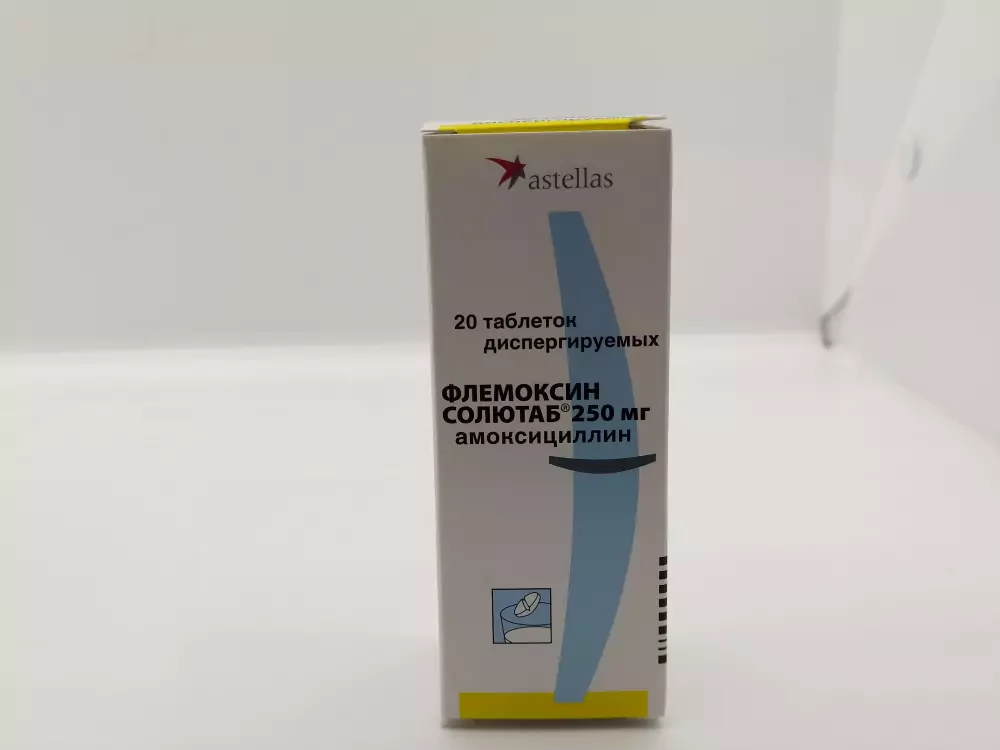 astellas
20 таблеток
диспергируемых
ФЛЕМОКСИН
СОЛЮТАБ® 250 мг
амоксициллин